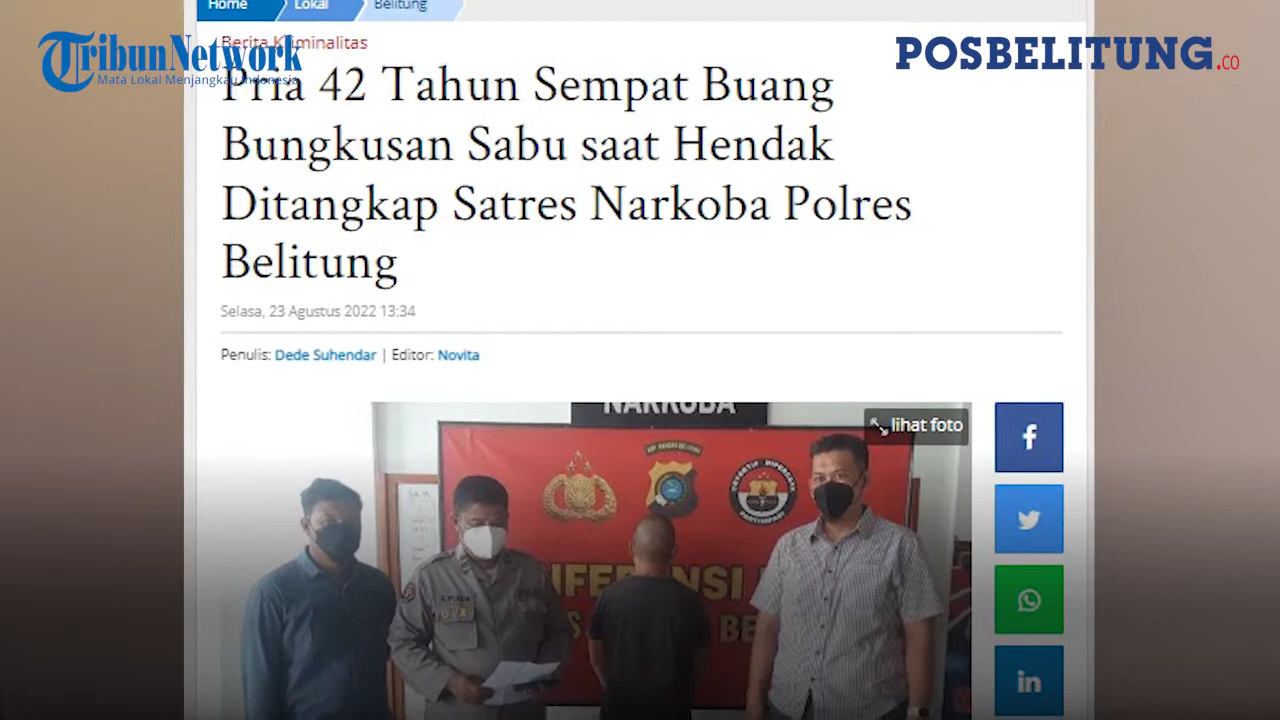 Home Lokal Belitung
Berita Kriminalitas
TribunNetwork
Mata Lokal Menjangkau Indonesia
POSBELITUNG.co
Pria 42 Tahun Sempat Buang
Bungkusan Sabu saat Hendak
Ditangkap Satres Narkoba Polres
Belitung
Selasa, 23 Agustus 2022 13:34
Penulis: Dede Suhendar | Editor: Novita
NARKOBA
lihat foto